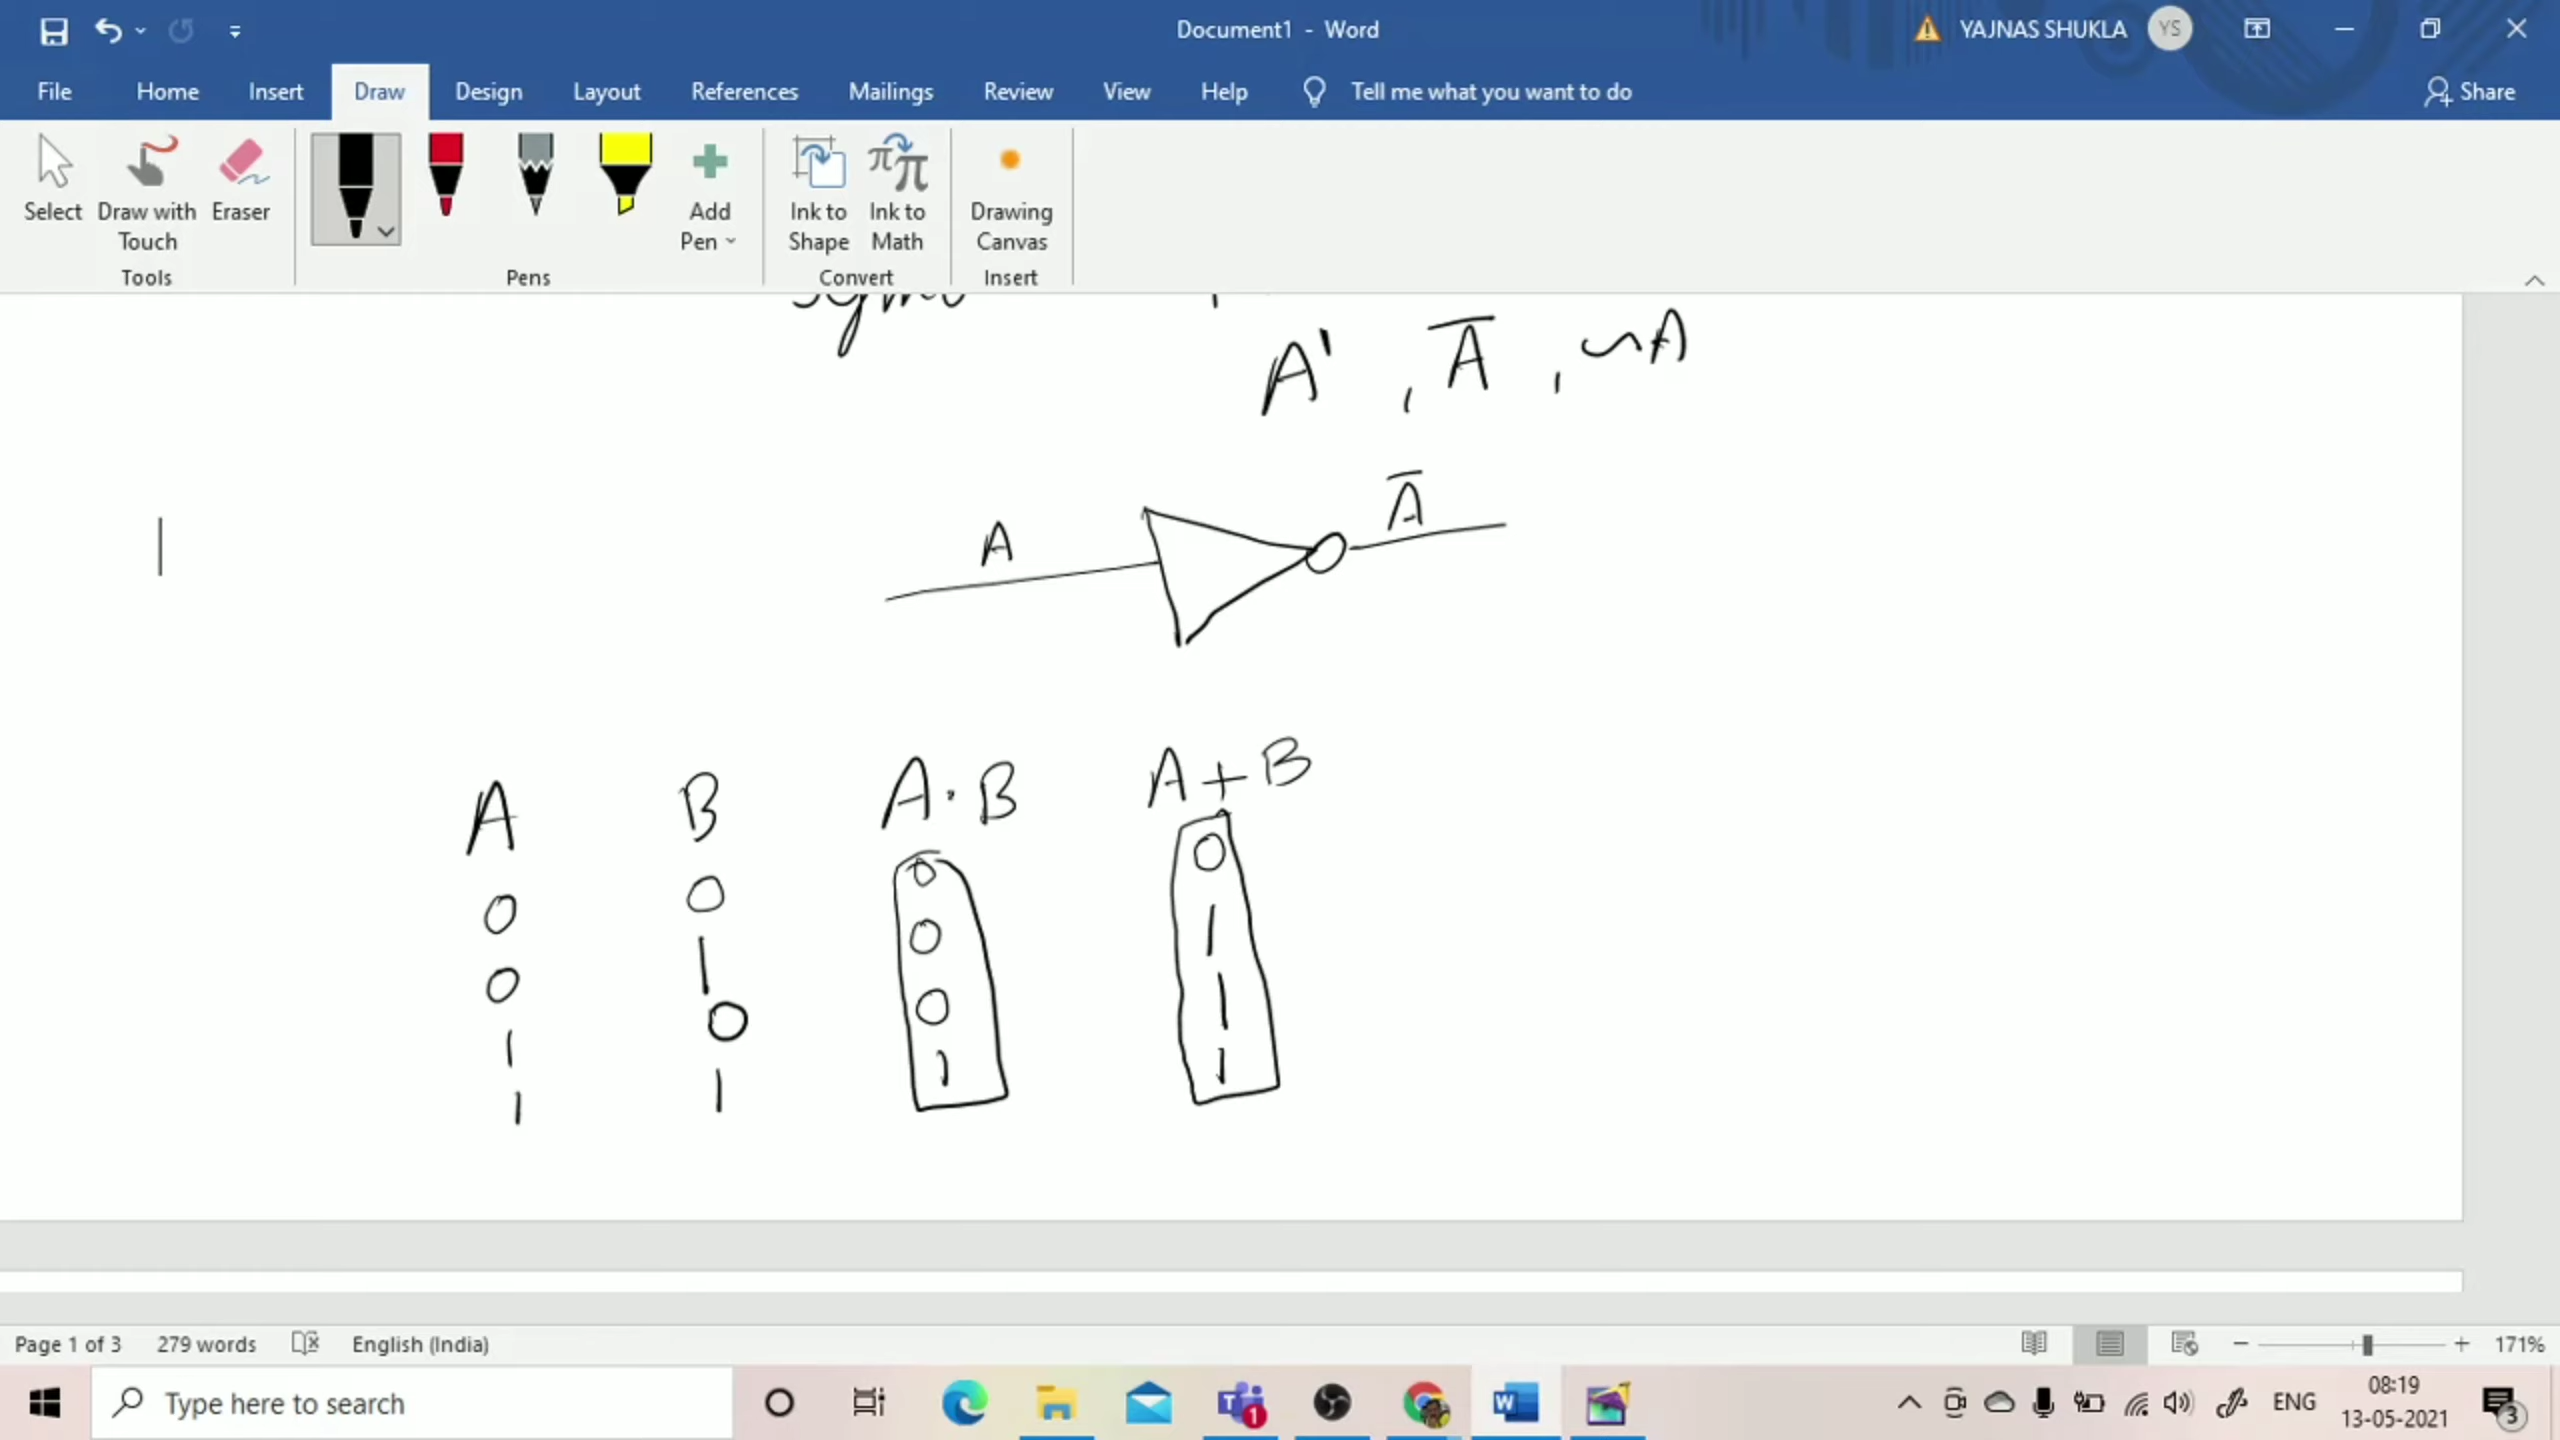 Document1 - Word
YAJNAS SHUKLA YS
File Home Insert Draw Design Layout References Mailings Review View Help Tell me what you want to do Share
Select Draw with Touch Eraser Add Pen Ink to Shape Ink to Math Drawing Canvas
Tools Pens Convert Insert
A' , A̅ , ~A
A A̅
A B A·B A+B
0 0 0 0
0 1 0 1
1 0 0 1
1 1 1 1
Page 1 of 3 279 words English (India) 171%
Type here to search
1
ENG
08:19
13-05-2021
3